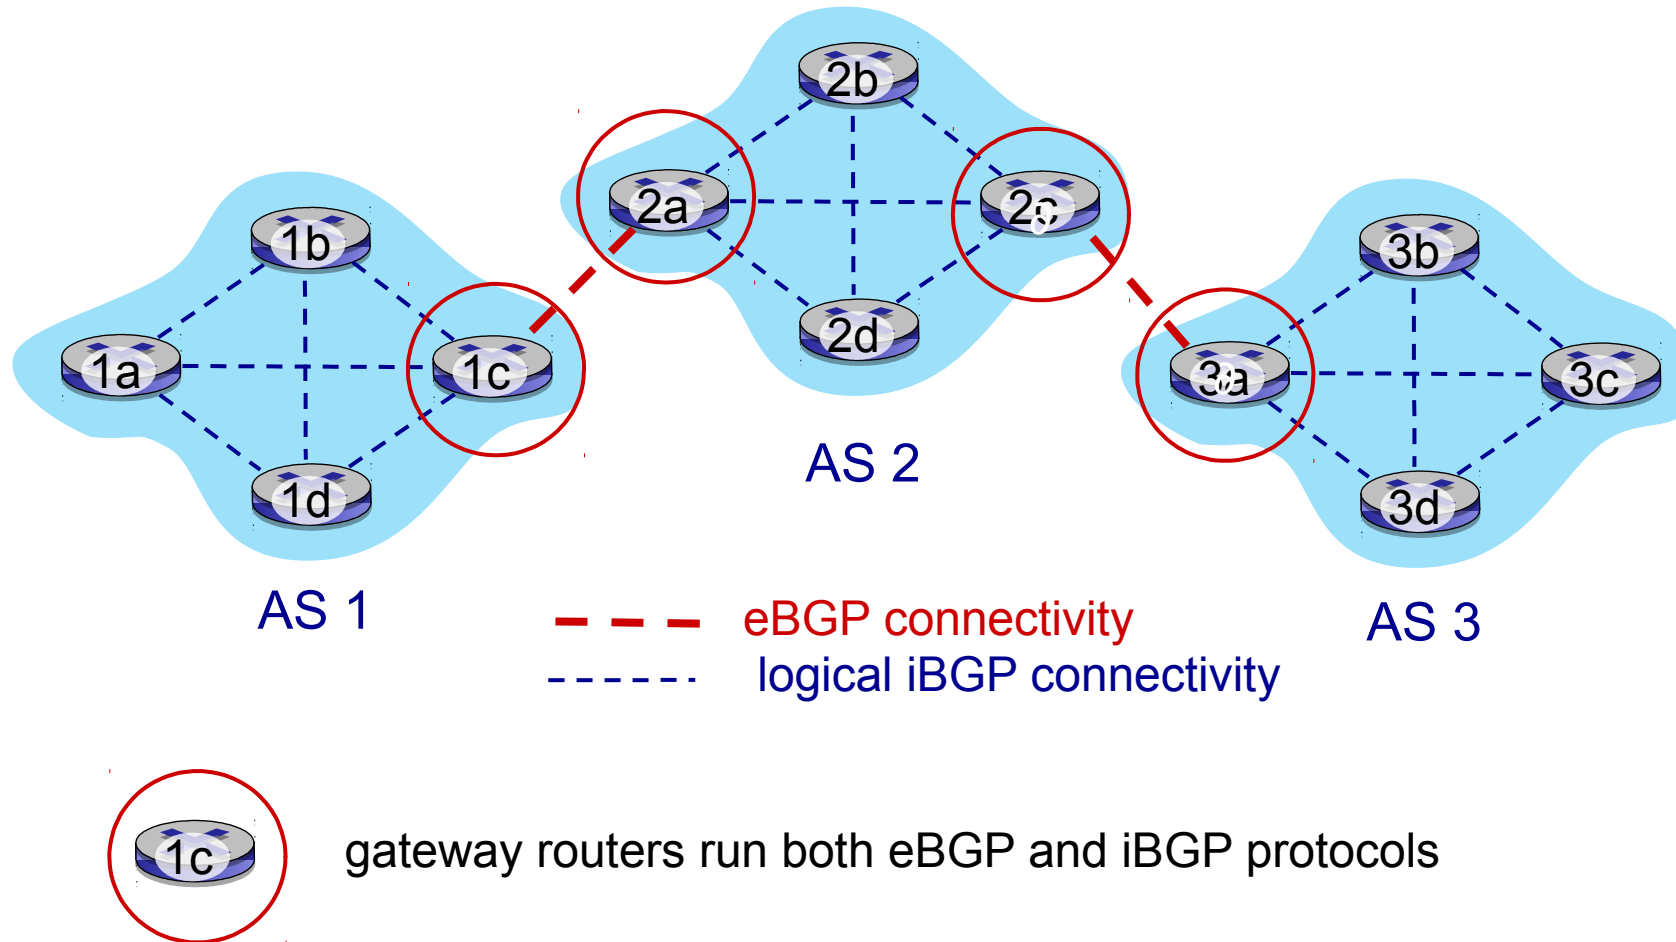 2b
2a
2c
1b
3b
2d
1a
1c
3a
3c
AS 2
1d
3d
AS 1
eBGP connectivity
AS 3
logical iBGP connectivity
1c
gateway routers run both eBGP and iBGP protocols